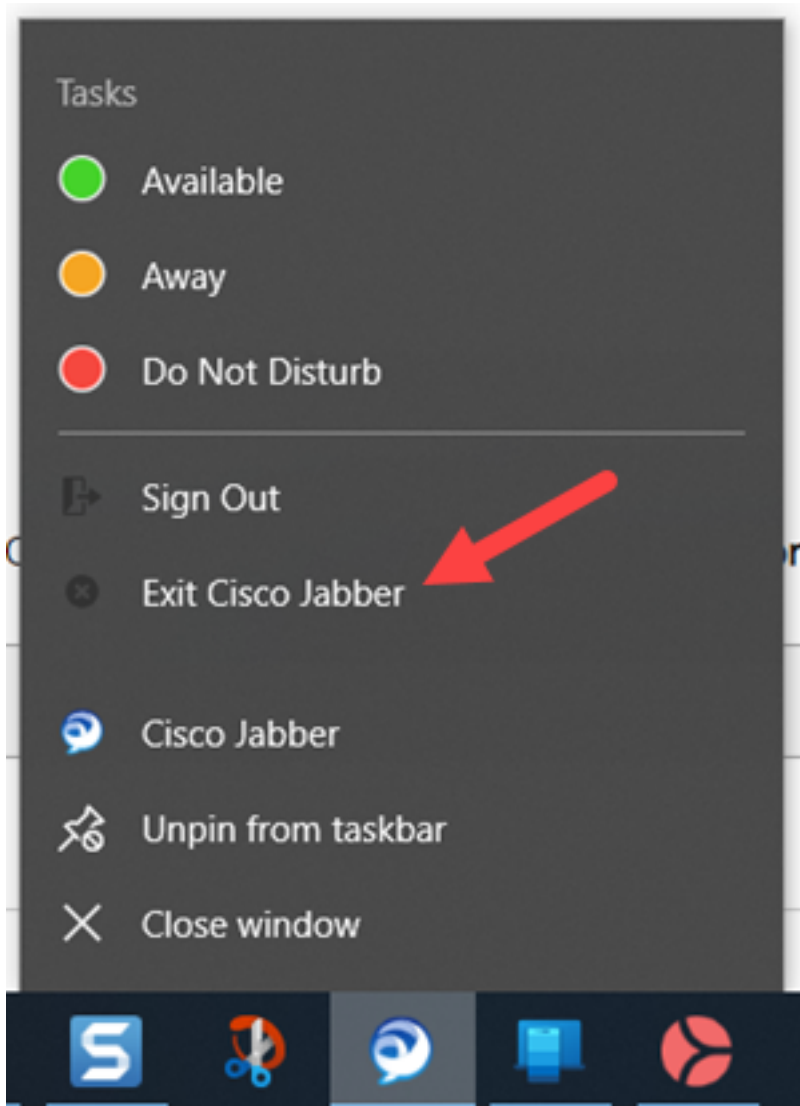 Tasks
Available
Away
Do Not Disturb
Sign Out
Exit Cisco Jabber
Cisco Jabber
Unpin from taskbar
Close window